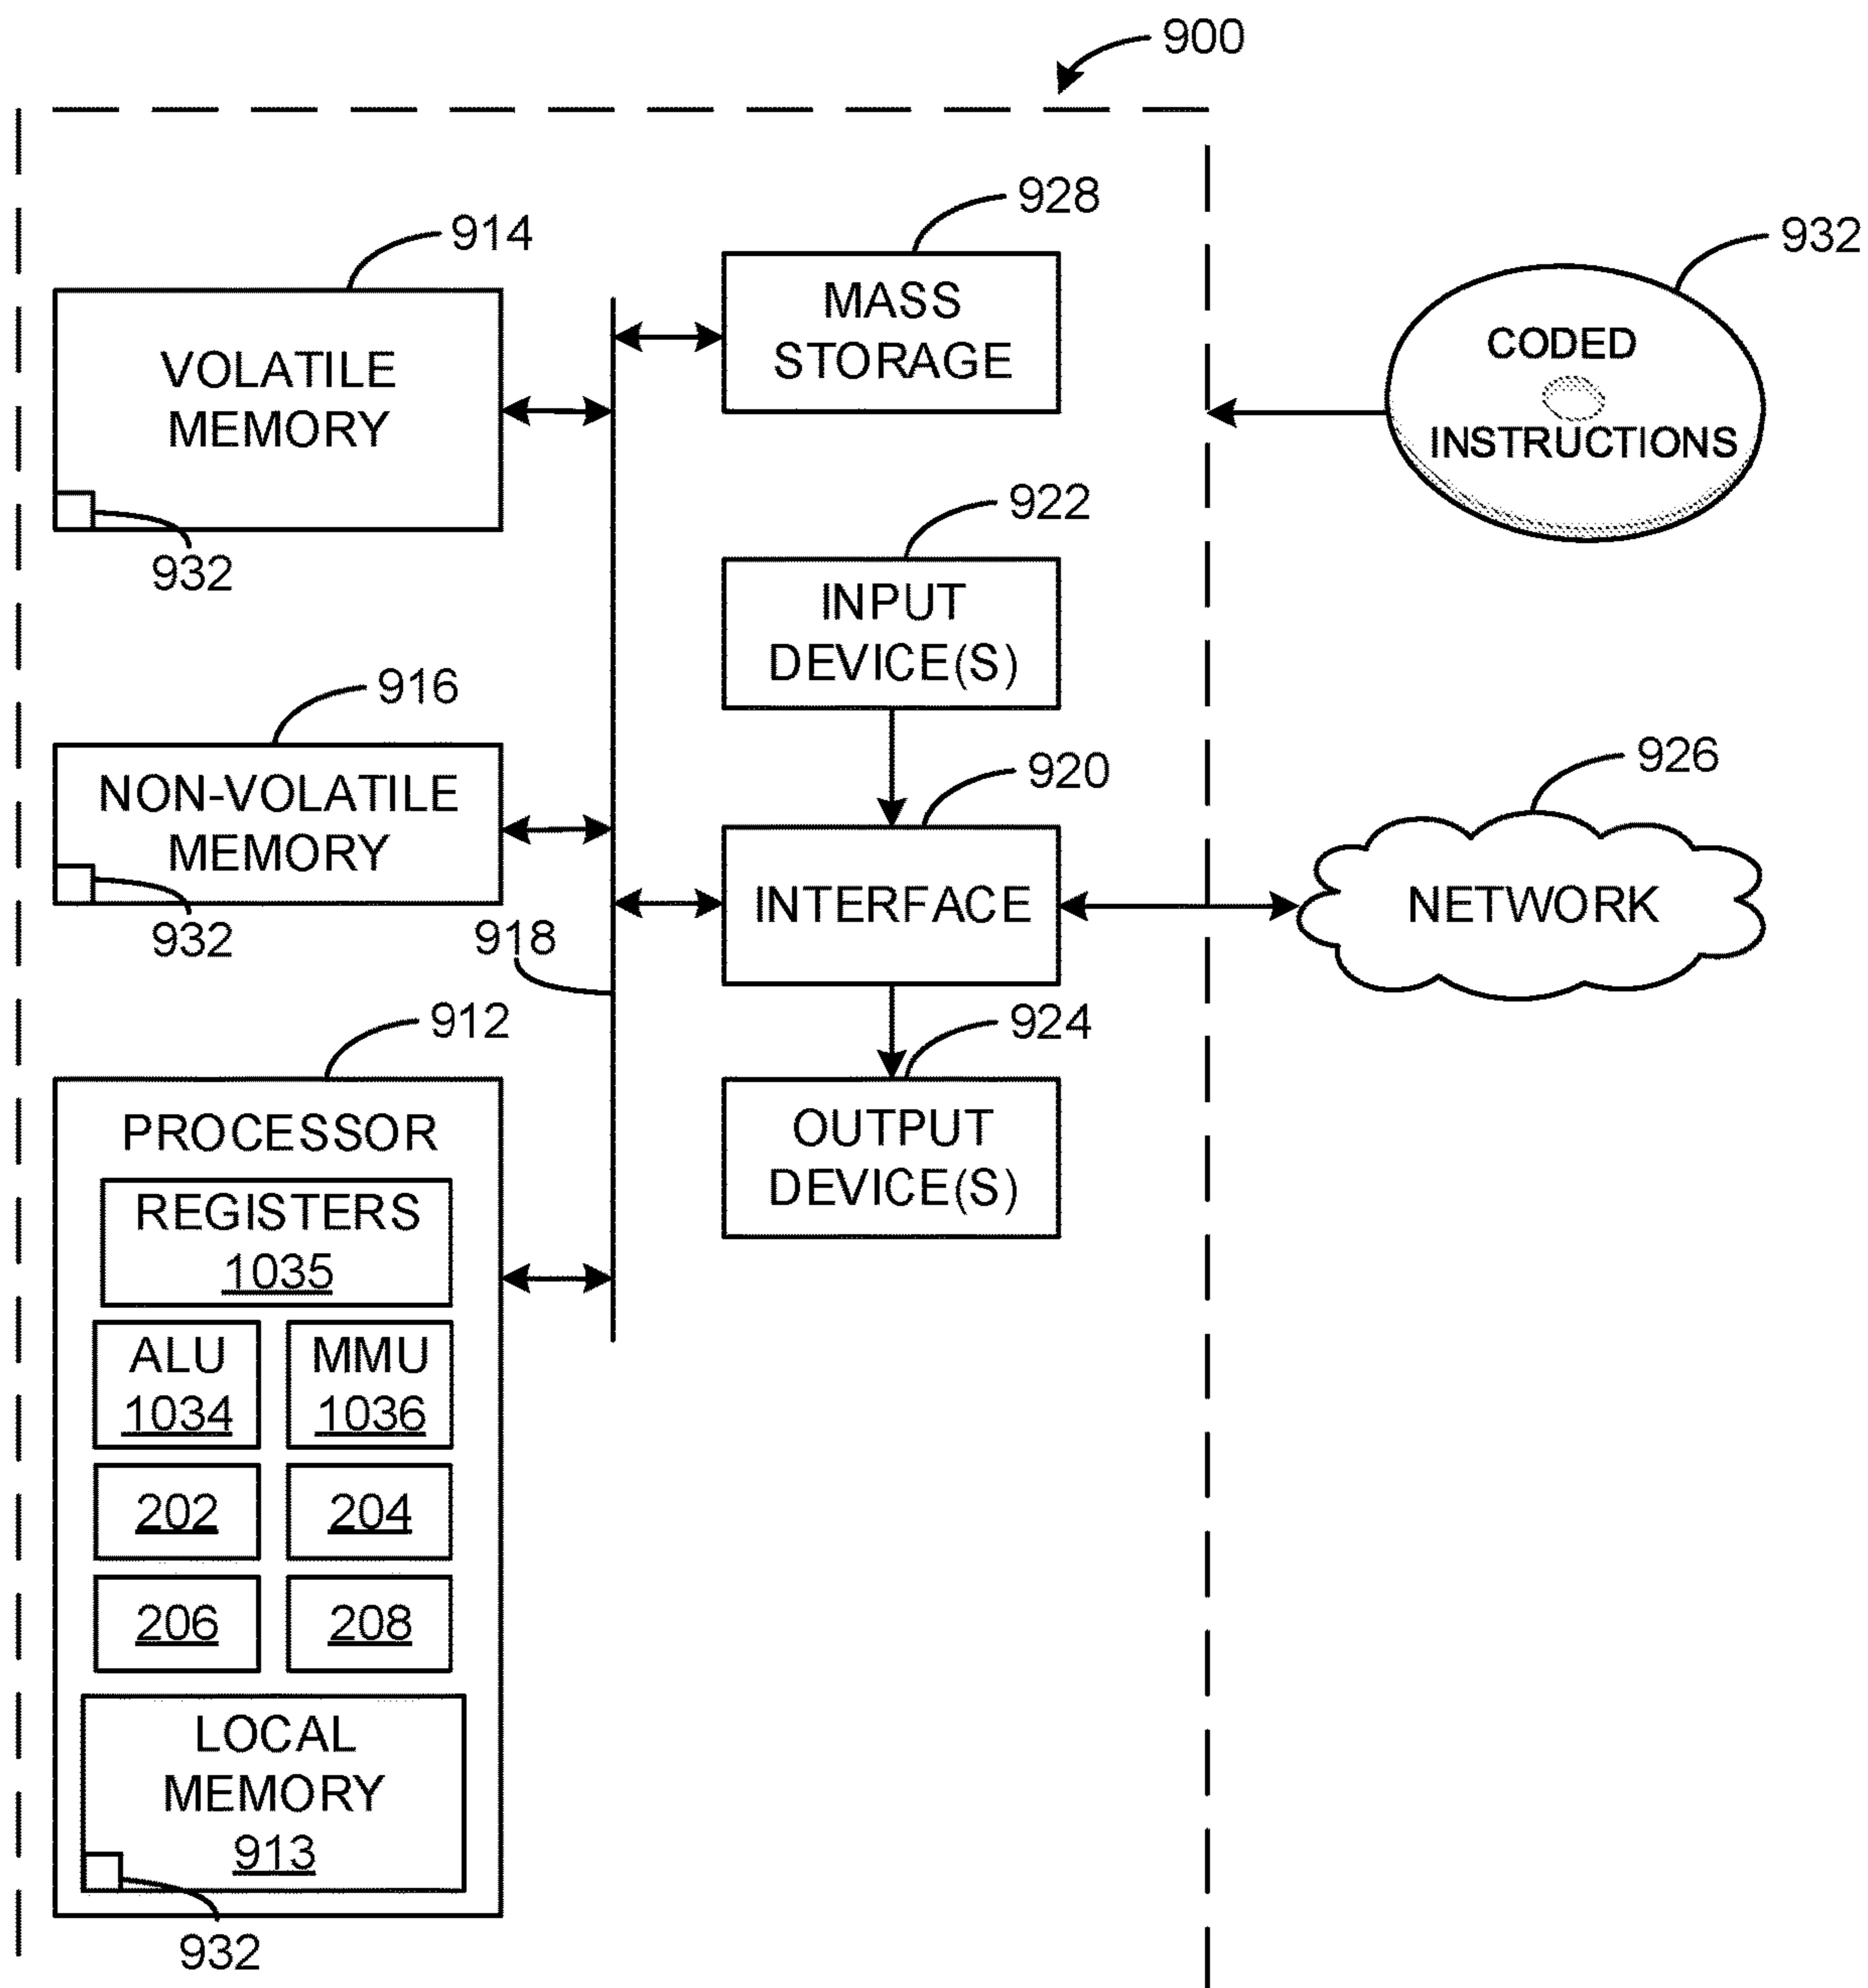 900
928
914
932
MASS
STORAGE
VOLATILE
MEMORY
CODED
INSTRUCTIONS
922
932
INPUT
DEVICE(S)
916
920
926
NON-VOLATILE
MEMORY
INTERFACE
NETWORK
932
918
912
924
PROCESSOR
OUTPUT
DEVICE(S)
REGISTERS
1035
ALU
1034
MMU
1036
202
204
206
208
LOCAL
MEMORY
913
932